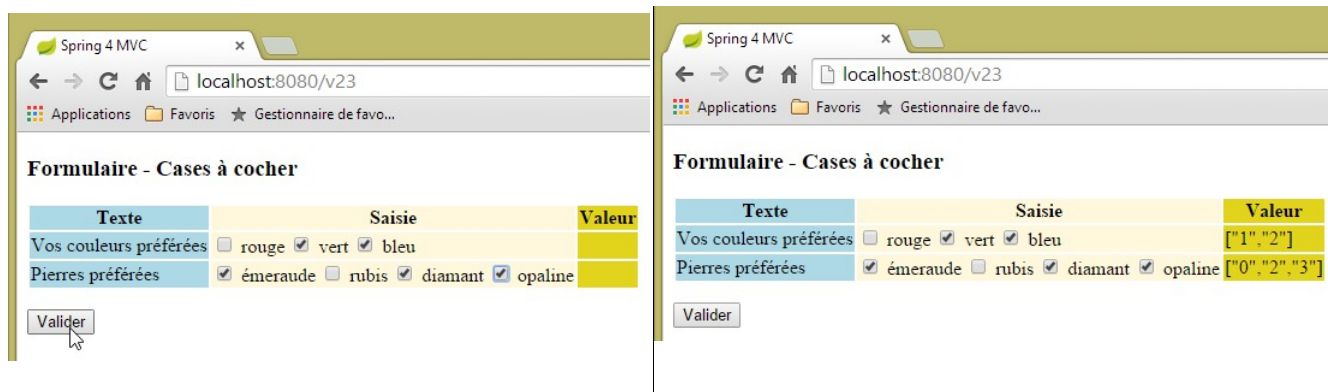 Spring 4 MVC
localhost:8080/v23
Applications Favoris Gestionnaire de favo...
Formulaire - Cases à cocher
Texte Saisie Valeur
Vos couleurs préférées rouge vert bleu
Pierres préférées émeraude rubis diamant opaline
Valider
Spring 4 MVC
localhost:8080/v23
Applications Favoris Gestionnaire de favo...
Formulaire - Cases à cocher
Texte Saisie Valeur
Vos couleurs préférées rouge vert bleu ["1","2"]
Pierres préférées émeraude rubis diamant opaline ["0","2","3"]
Valider